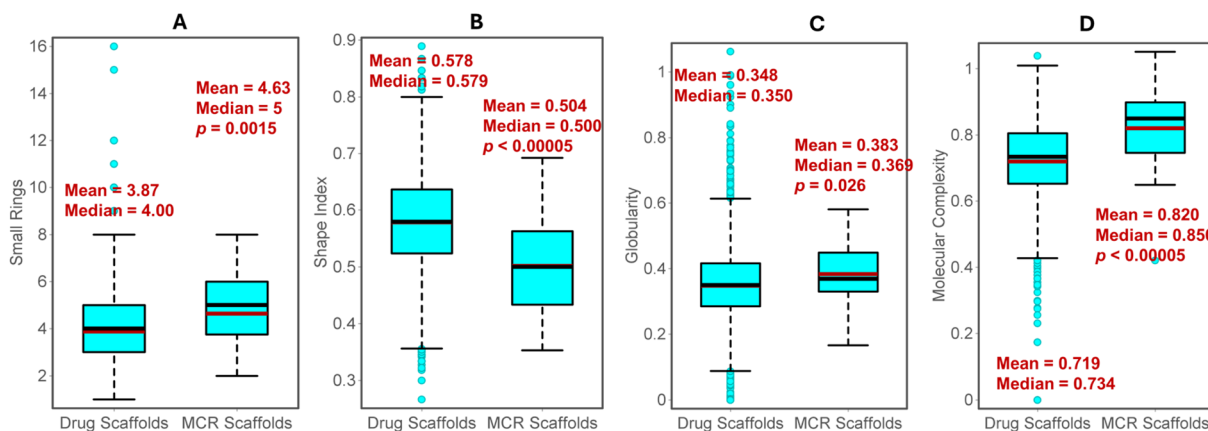 A
Small Rings
16
14
12
10
8
6
4
2
Mean = 4.63
Median = 5
p = 0.0015
Mean = 3.87
Median = 4.00
Drug Scaffolds
MCR Scaffolds
B
Shape Index
0.9
0.8
0.7
0.6
0.5
0.4
0.3
Mean = 0.578
Median = 0.579
Mean = 0.504
Median = 0.500
p < 0.00005
Drug Scaffolds
MCR Scaffolds
C
Globularity
1
0.8
0.6
0.4
0.2
0
Mean = 0.348
Median = 0.350
Mean = 0.383
Median = 0.369
p = 0.026
Drug Scaffolds
MCR Scaffolds
D
Molecular Complexity
1
0.8
0.6
0.4
0.2
0
Mean = 0.820
Median = 0.850
p < 0.00005
Mean = 0.719
Median = 0.734
Drug Scaffolds
MCR Scaffolds